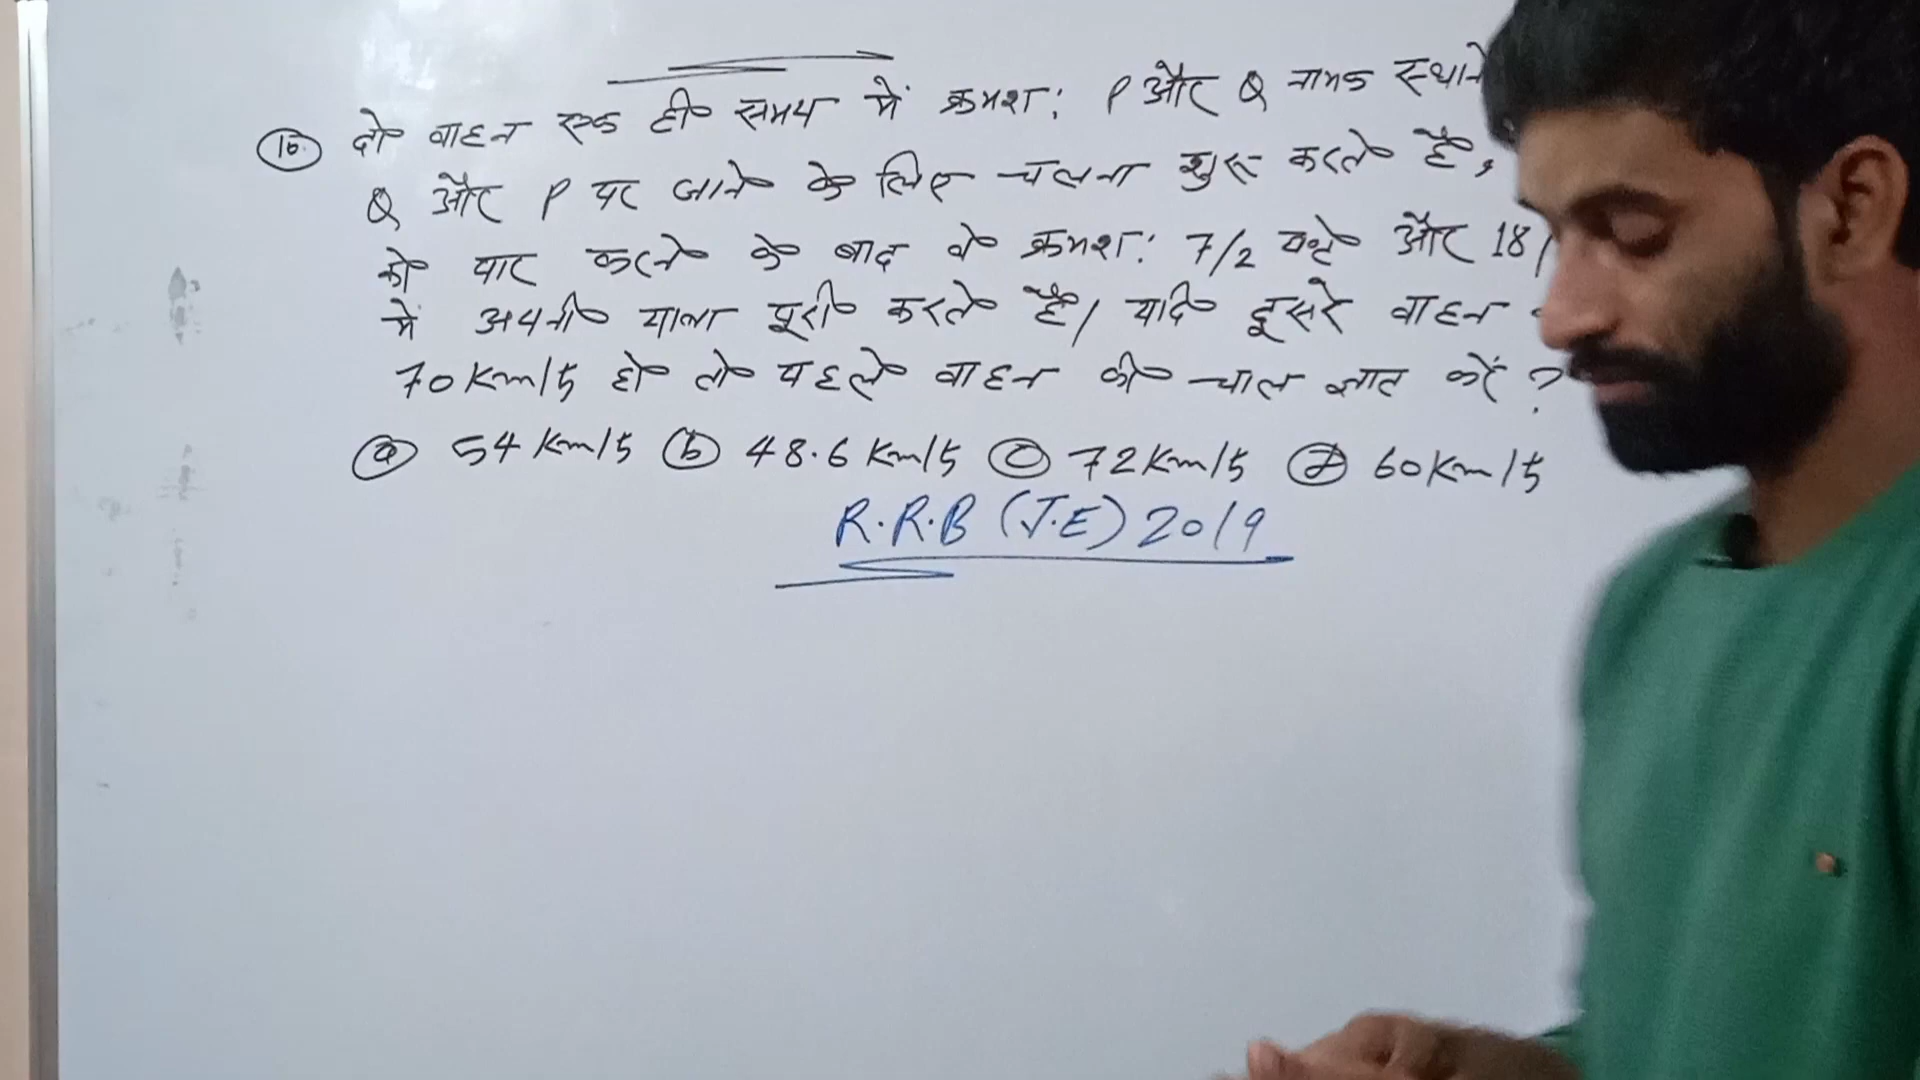 16. दो वाहन एक ही समय में क्रमशः P और Q नामक
Q और P पर जाने के लिए चलना शुरू करते हैं,
को पार करने के बाद वे क्रमशः 7/2 घण्टे और 18/
में अपनी यात्रा पूरी करते हैं। यदि दूसरे वाहन
70 Km/h हो तो पहले वाहन की चाल ज्ञात करें ?
(a) 54 Km/h (b) 48.6 Km/h (c) 72 Km/h (d) 60 Km/h
R.R.B (J.E) 2019